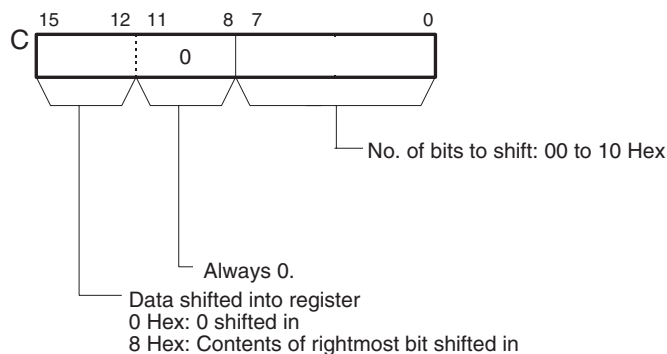 15 12 11 8 7 0
C
0
No. of bits to shift: 00 to 10 Hex
Always 0.
Data shifted into register
0 Hex: 0 shifted in
8 Hex: Contents of rightmost bit shifted in